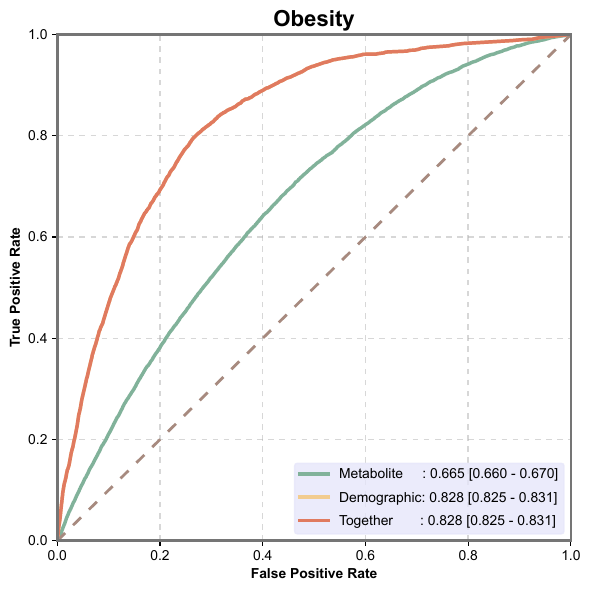 Obesity
1.0
0.8
0.6
0.4
0.2
0.0
True Positive Rate
Metabolite : 0.665 [0.660 - 0.670]
Demographic: 0.828 [0.825 - 0.831]
Together : 0.828 [0.825 - 0.831]
0.0 0.2 0.4 0.6 0.8 1.0
False Positive Rate